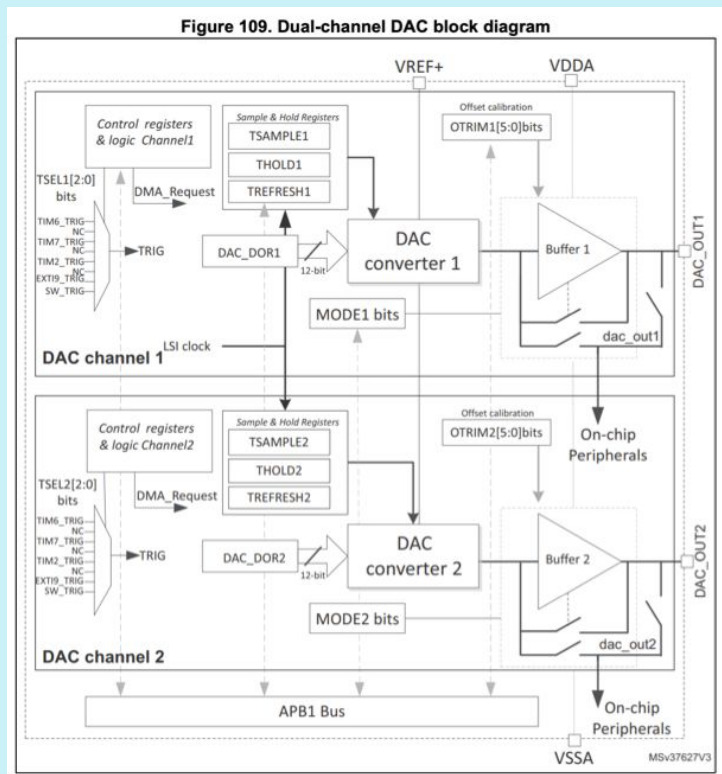 Figure 109. Dual-channel DAC block diagram
VREF+
VDDA
Control registers
& logic Channel1
TSEL1[2:0]
bits
DMA_Request
TIM6_TRIG
NC
TIM7_TRIG
NC
TIM2_TRIG
NC
EXTI9_TRIG
SW_TRIG
TRIG
Sample & Hold Registers
TSAMPLE1
THOLD1
TREFRESH1
DAC_DOR1
12-bit
DAC
converter 1
Offset calibration
OTRIM1[5:0]bits
Buffer 1
MODE1 bits
dac_out1
DAC_OUT1
LSI clock
DAC channel 1
On-chip
Peripherals
Control registers
& logic Channel2
TSEL2[2:0]
bits
DMA_Request
TIM6_TRIG
NC
TIM7_TRIG
NC
TIM2_TRIG
NC
EXTI9_TRIG
SW_TRIG
TRIG
Sample & Hold Registers
TSAMPLE2
THOLD2
TREFRESH2
DAC_DOR2
12-bit
DAC
converter 2
Offset calibration
OTRIM2[5:0]bits
Buffer 2
MODE2 bits
dac_out2
DAC_OUT2
DAC channel 2
On-chip
Peripherals
APB1 Bus
VSSA
MSv37627V3